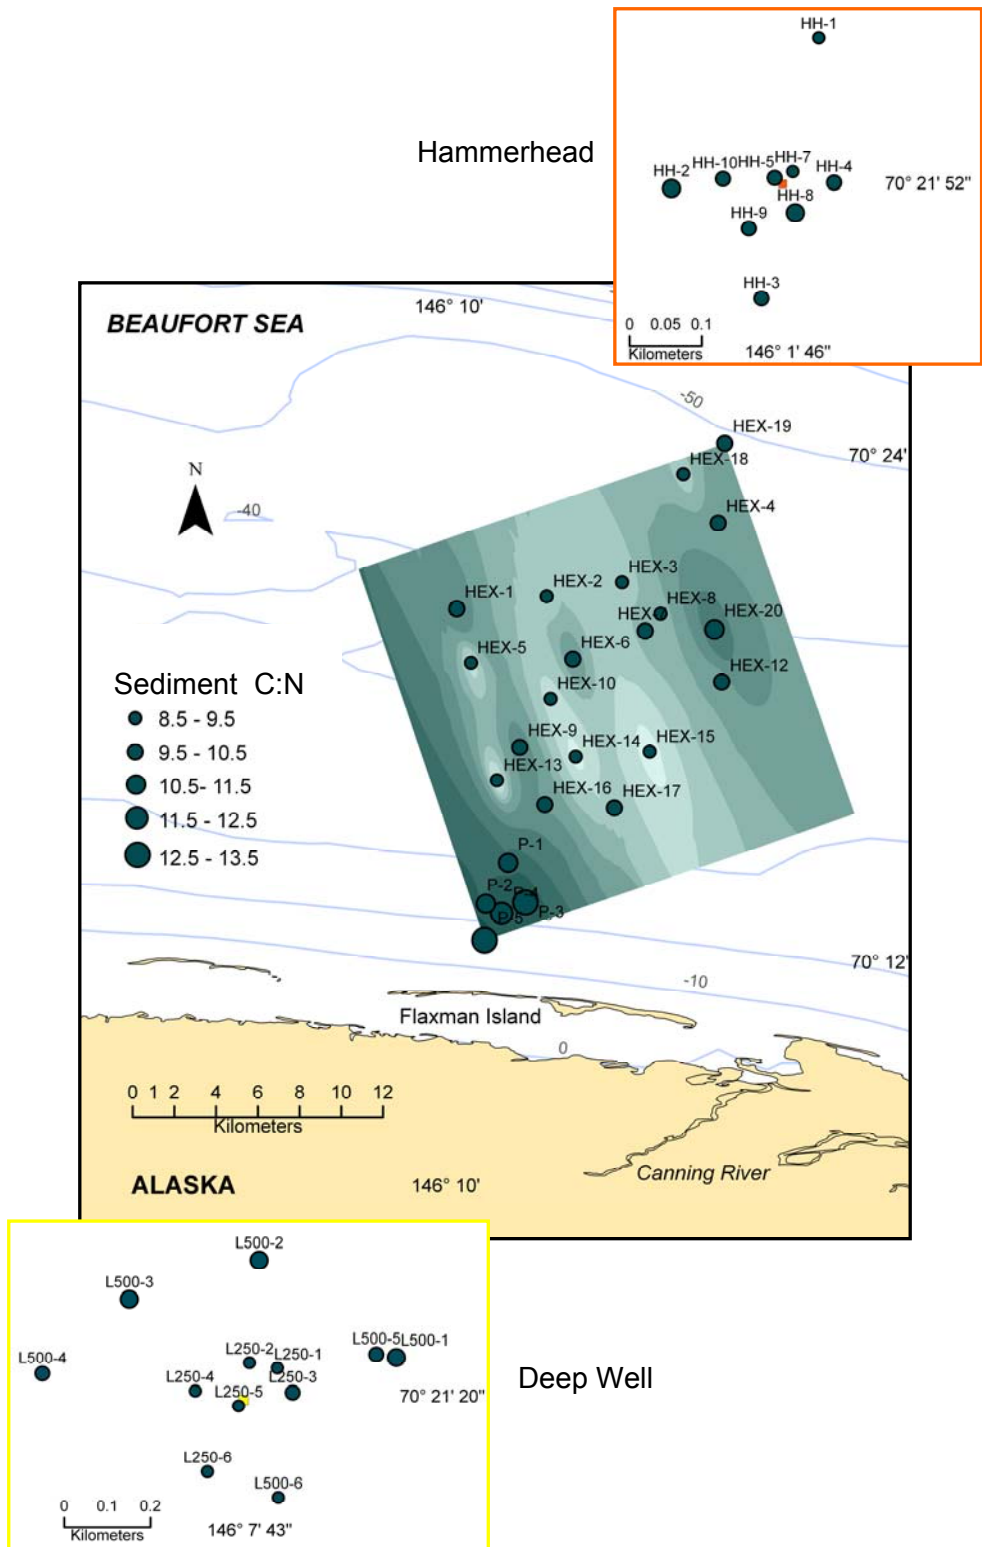 HH-1
Hammerhead
HH-2
HH-10
HH-5
HH-7
HH-4
70° 21' 52"
HH-8
HH-9
HH-3
0 0.05 0.1
Kilometers
146° 1' 46"
BEAUFORT SEA
146° 10'
-50
HEX-19
70° 24'
HEX-18
N
-40
HEX-4
HEX-3
HEX-2
HEX-1
HEX-8
HEX
HEX-20
HEX-6
HEX-5
HEX-12
Sediment C:N
8.5 - 9.5
9.5 - 10.5
10.5- 11.5
11.5 - 12.5
12.5 - 13.5
HEX-10
HEX-9
HEX-14
HEX-15
HEX-13
HEX-16
HEX-17
P-1
P-2
P-4
P-3
P-5
70° 12'
-10
Flaxman Island
0
0 1 2 4 6 8 10 12
Kilometers
Canning River
ALASKA
146° 10'
L500-2
L500-3
L500-5
L500-1
L250-2
L250-1
L500-4
L250-4
L250-3
L250-5
70° 21' 20"
Deep Well
L250-6
L500-6
0 0.1 0.2
Kilometers
146° 7' 43"